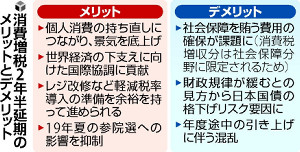 消費増税2年半延期の
メリットとデメリット
メリット
個人消費の持ち直しに
つながり、景気を底上げ
世界経済の下支えに向
けた国際協調に貢献
レジ改修など軽減税率
導入の準備を余裕を持
って進められる
19年夏の参院選への
影響を抑制
デメリット
社会保障を賄う費用の
確保が課題に(消費税
増収分は社会保障分
野に限定されるため)
財政規律が緩むとの
見方から日本国債の
格下げリスク要因に
年度途中の引き上げ
に伴う混乱